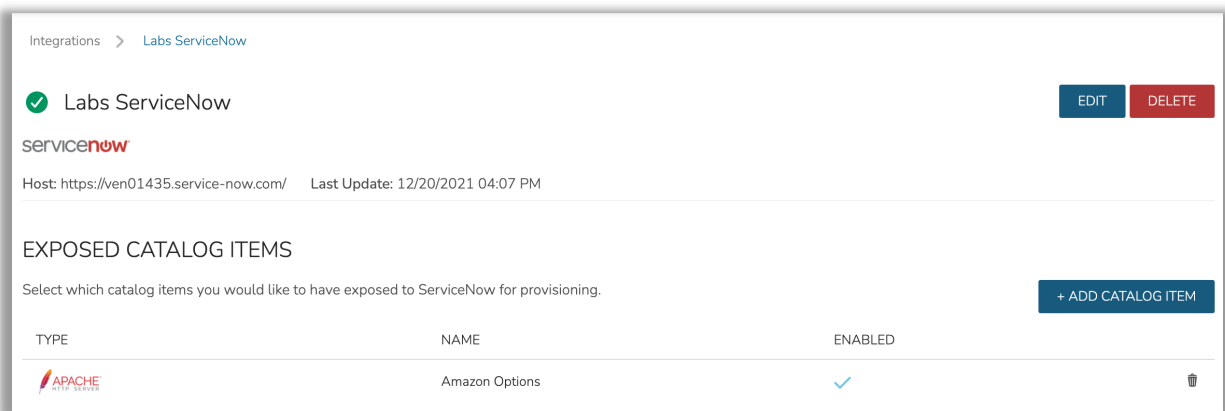 Integrations > Labs ServiceNow
Labs ServiceNow
EDIT
DELETE
servicenow
Host: https://ven01435.service-now.com/ Last Update: 12/20/2021 04:07 PM
EXPOSED CATALOG ITEMS
Select which catalog items you would like to have exposed to ServiceNow for provisioning.
+ ADD CATALOG ITEM
TYPE NAME ENABLED
APACHE
HTTP SERVER
Amazon Options